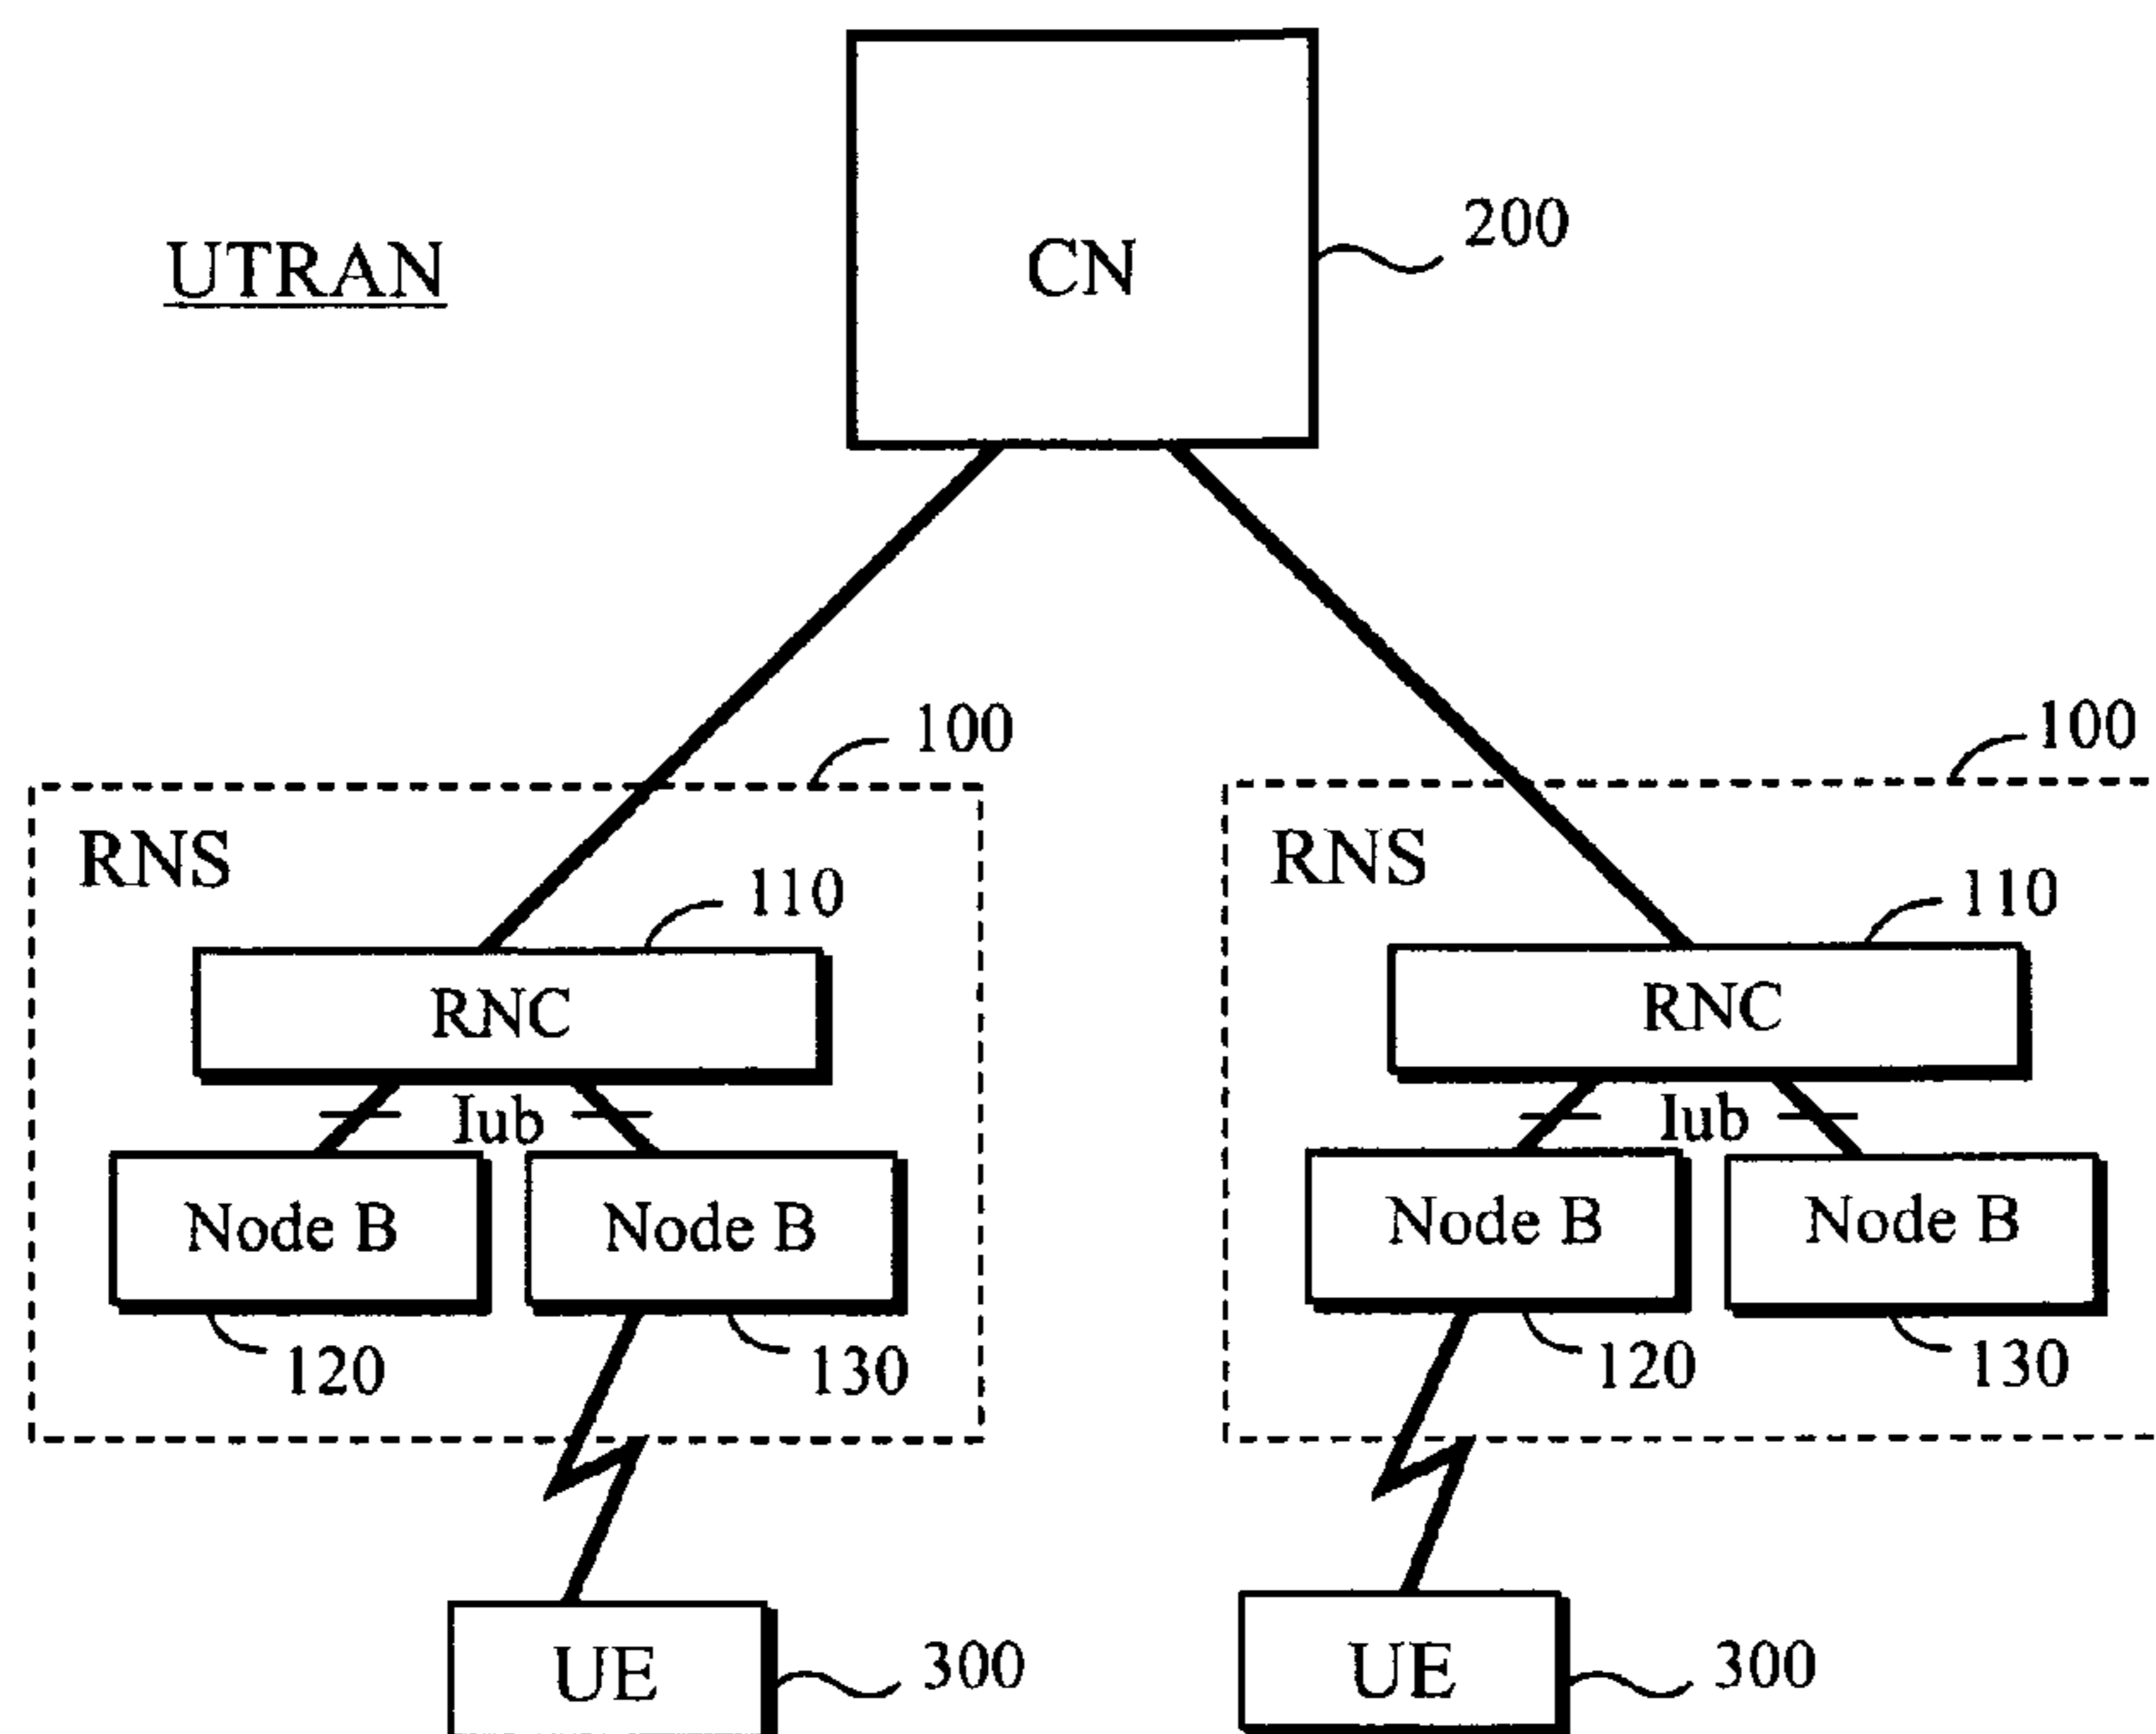 UTRAN
CN
200
100
100
RNS
RNS
110
110
RNC
RNC
Iub
Iub
Node B
Node B
Node B
Node B
120
130
120
130
UE
300
UE
300